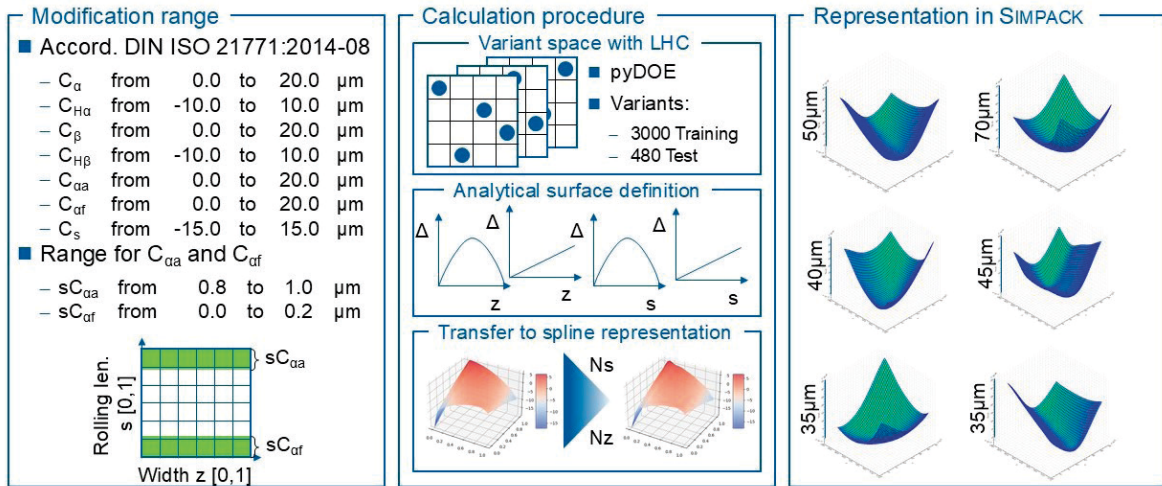 Modification range
■ Accord. DIN ISO 21771:2014-08
– Cα from 0.0 to 20.0 µm
– CHα from -10.0 to 10.0 µm
– Cβ from 0.0 to 20.0 µm
– CHβ from -10.0 to 10.0 µm
– Cαa from 0.0 to 20.0 µm
– Cαf from 0.0 to 20.0 µm
– Cs from -15.0 to 15.0 µm
■ Range for Cαa and Cαf
– sCαa from 0.8 to 1.0 µm
– sCαf from 0.0 to 0.2 µm
Rolling len.
s [0,1]
sCαa
sCαf
Width z [0,1]
Calculation procedure
Variant space with LHC
■ pyDOE
■ Variants:
– 3000 Training
– 480 Test
Analytical surface definition
Δ Δ Δ Δ
z z s s
Transfer to spline representation
Ns
Nz
Representation in SIMPACK
50µm
70µm
40µm
45µm
35µm
35µm